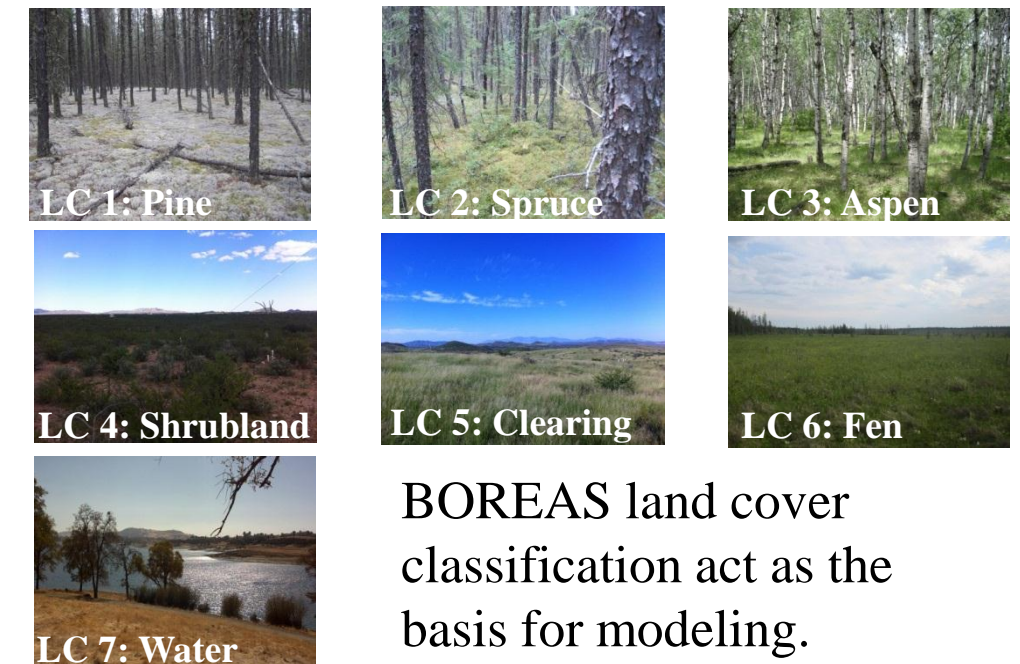 LC 1: Pine
LC 2: Spruce
LC 3: Aspen
LC 4: Shrubland
LC 5: Clearing
LC 6: Fen
LC 7: Water
BOREAS land cover
classification act as the
basis for modeling.